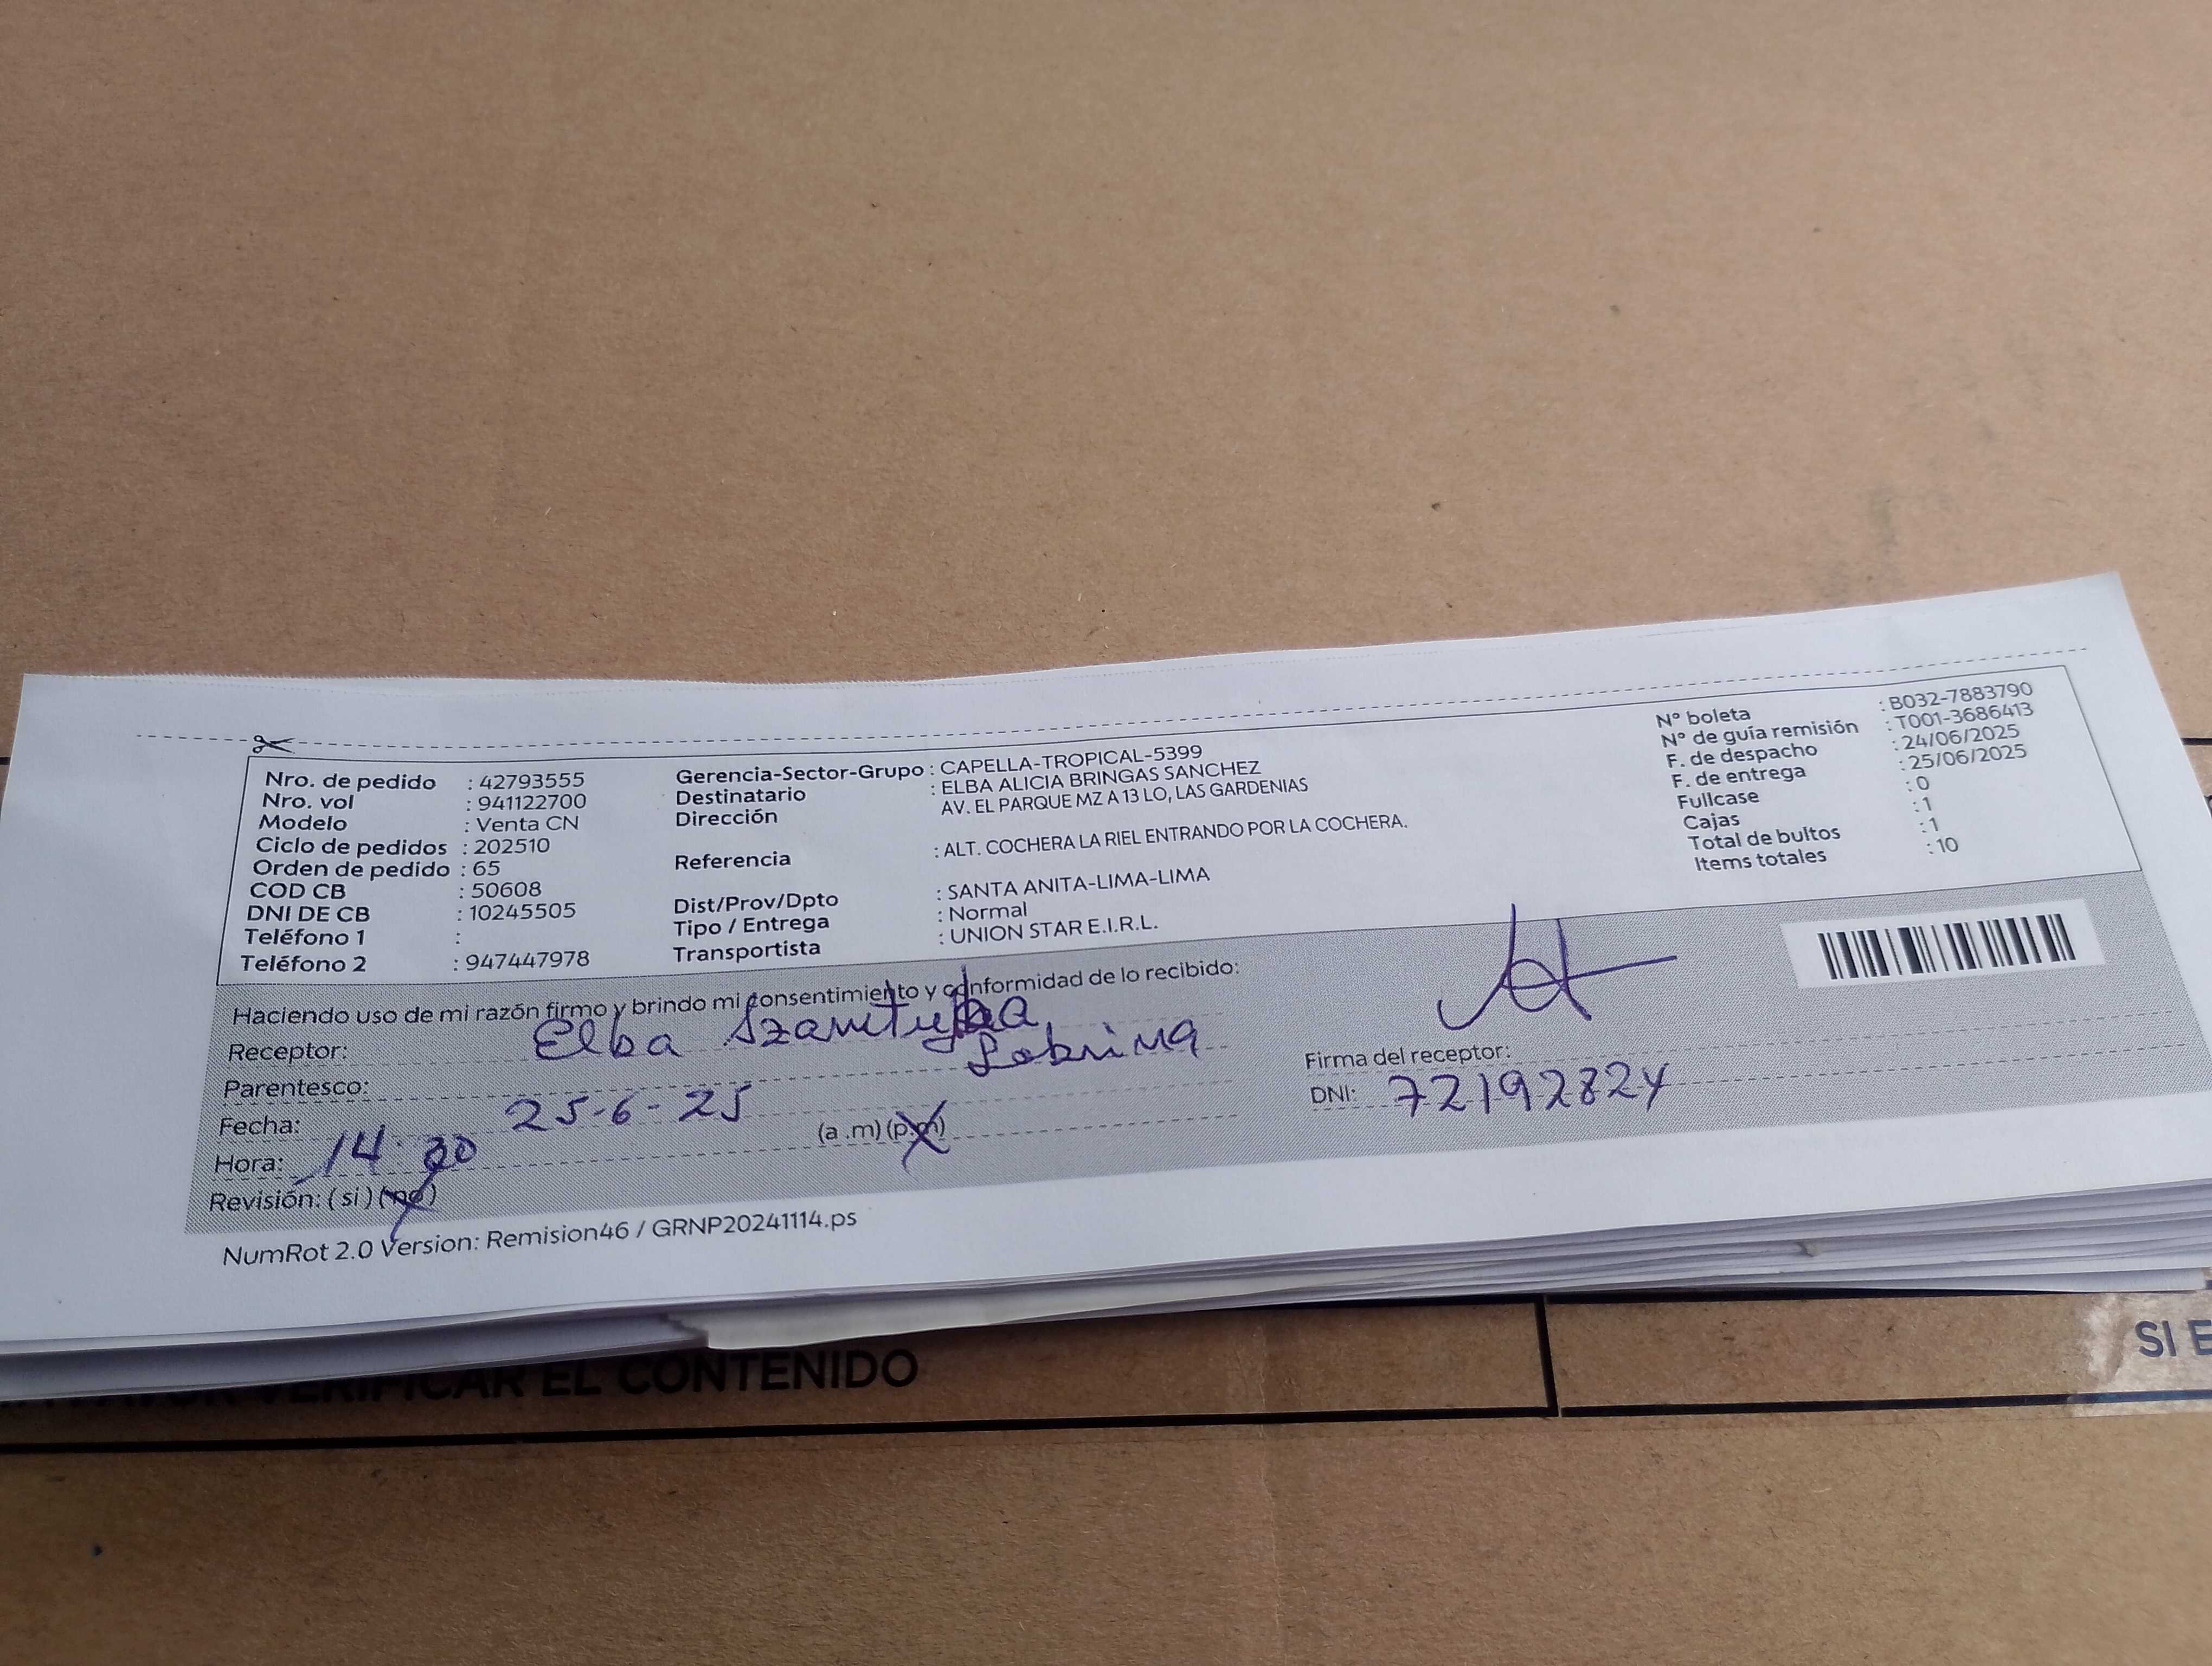 Nro. de pedido : 42793555
Nro. vol : 941122700
Modelo : Venta CN
Ciclo de pedidos : 202510
Orden de pedido : 65
COD CB : 50608
DNI DE CB : 10245505
Teléfono 1 :
Teléfono 2 : 947447978
Gerencia-Sector-Grupo : CAPELLA-TROPICAL-5399
Destinatario : ELBA ALICIA BRINGAS SANCHEZ
Dirección AV. EL PARQUE MZ A 13 LO, LAS GARDENIAS
Referencia : ALT. COCHERA LA RIEL ENTRANDO POR LA COCHERA.
Dist/Prov/Dpto : SANTA ANITA-LIMA-LIMA
Tipo / Entrega : Normal
Transportista : UNION STAR E.I.R.L.
N° boleta : B032-7883790
N° de guía remisión : T001-3686413
F. de despacho : 24/06/2025
F. de entrega : 25/06/2025
Fullcase : 0
Cajas : 1
Total de bultos : 1
Items totales : 10
Haciendo uso de mi razón firmo y brindo mi consentimiento y conformidad de lo recibido:
Receptor: Elba
Parentesco: Sobrina
Fecha: 25-6-25
Hora: 14:30 (a .m) (p.m)
Revisión: ( si ) (no)
Firma del receptor:
DNI: 72192824
NumRot 2.0 Version: Remision46 / GRNP20241114.ps
VERIFICAR EL CONTENIDO
SI